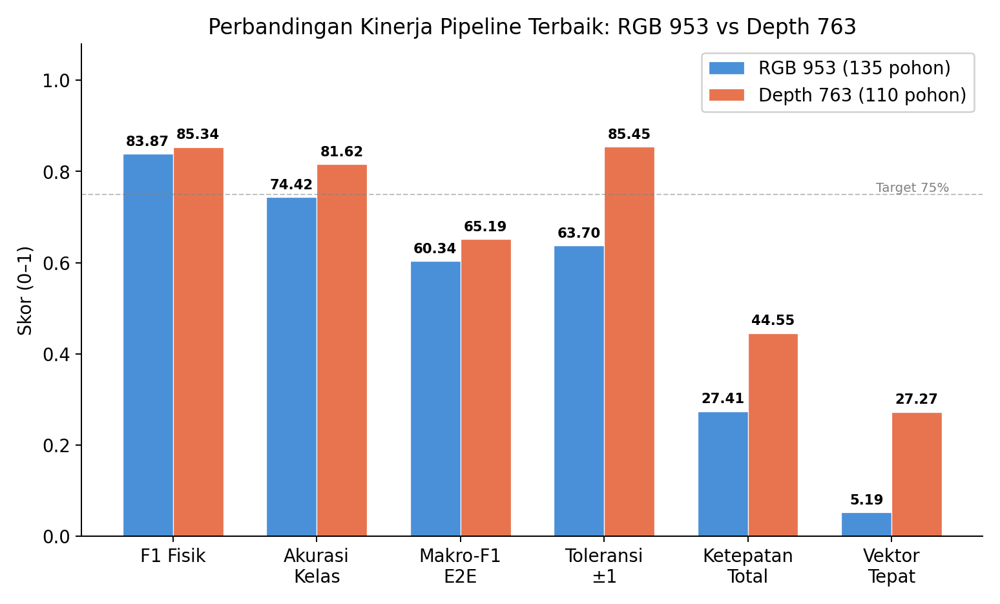 Perbandingan Kinerja Pipeline Terbaik: RGB 953 vs Depth 763
RGB 953 (135 pohon)
Depth 763 (110 pohon)
Skor (0–1)
1.0
0.8
0.6
0.4
0.2
0.0
Target 75%
83.87
85.34
74.42
81.62
60.34
65.19
63.70
85.45
27.41
44.55
5.19
27.27
F1 Fisik
Akurasi
Kelas
Makro-F1
E2E
Toleransi
±1
Ketepatan
Total
Vektor
Tepat